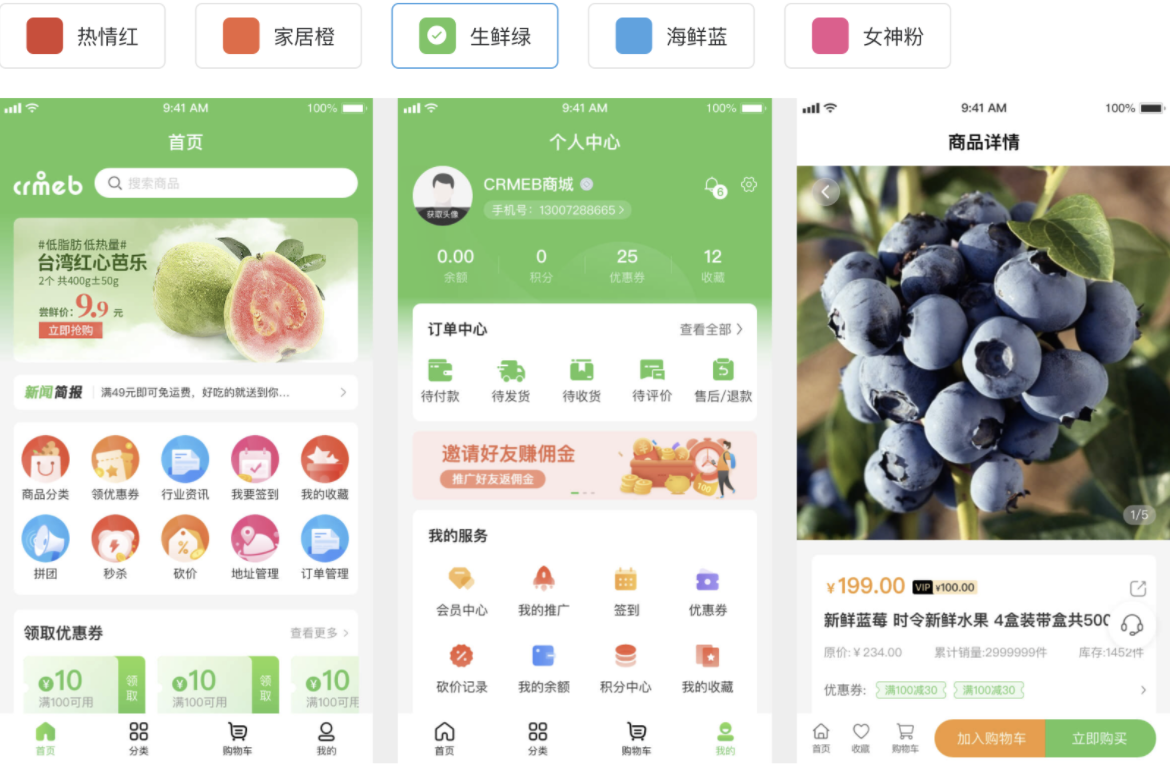 热情红
家居橙
生鲜绿
海鲜蓝
女神粉
9:41 AM
100%
首页
crmeb
搜索商品
#低脂肪 低热量#
台湾红心芭乐
2个 共400g±50g
尝鲜价：9.9 元
立即抢购
新闻简报
满49元即可免运费，好吃的就送到你...
商品分类
领优惠券
行业资讯
我要签到
我的收藏
拼团
秒杀
砍价
地址管理
订单管理
领取优惠券
查看更多
¥10
满100可用
领取
¥10
满100可用
领取
¥10
满100可用
首页
分类
购物车
我的
9:41 AM
100%
个人中心
获取头像
CRMEB商城
手机号：13007288665
6
0.00
余额
0
积分
25
优惠券
12
收藏
订单中心
查看全部
待付款
待发货
待收货
待评价
售后/退款
邀请好友赚佣金
推广好友返佣金
100
我的服务
会员中心
我的推广
签到
优惠券
砍价记录
我的余额
积分中心
我的收藏
首页
分类
购物车
我的
9:41 AM
100%
商品详情
1/5
¥199.00
VIP ¥100.00
新鲜蓝莓 时令新鲜水果 4盒装带盒共500
原价:¥234.00
累计销量:2999999件
库存:1452件
优惠券:
满100减30
满100减30
首页
收藏
购物车
加入购物车
立即购买